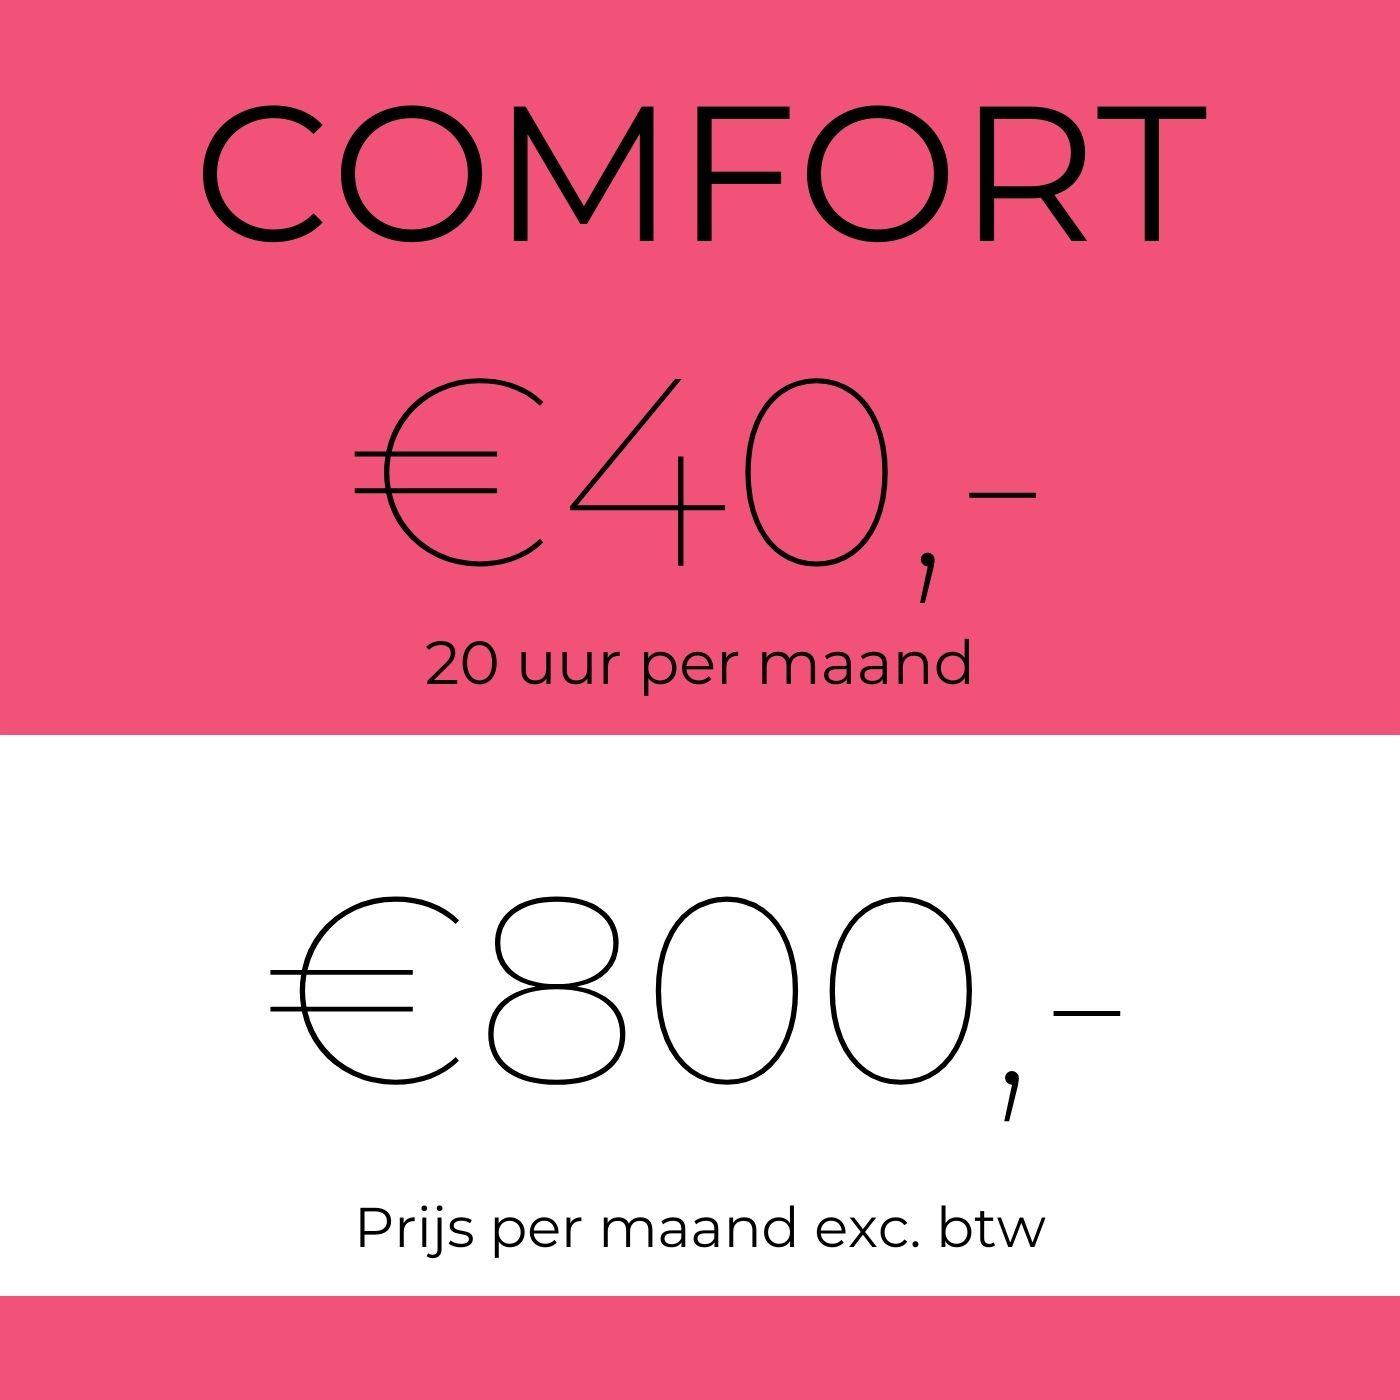 COMFORT
€40,-
20 uur per maand
€800,-
Prijs per maand exc. btw